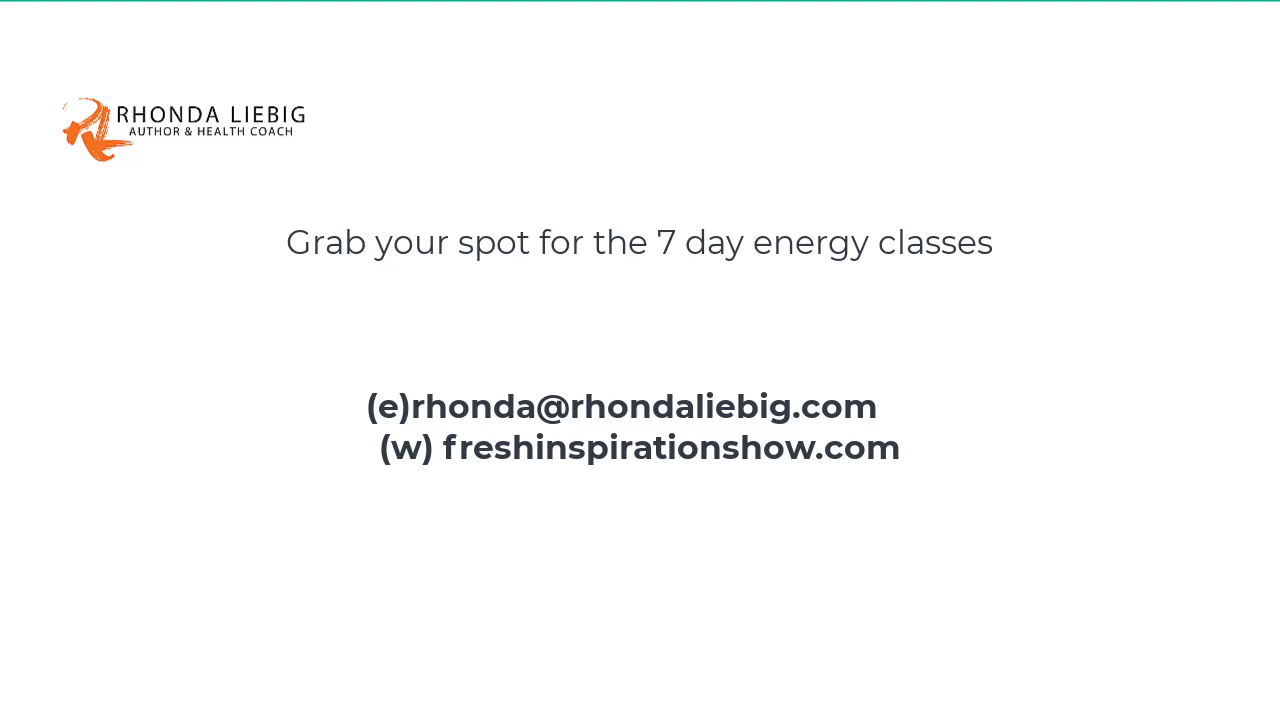 RHONDA LIEBIG
AUTHOR & HEALTH COACH
Grab your spot for the 7 day energy classes
(e)rhonda@rhondaliebig.com
(w) freshinspirationshow.com